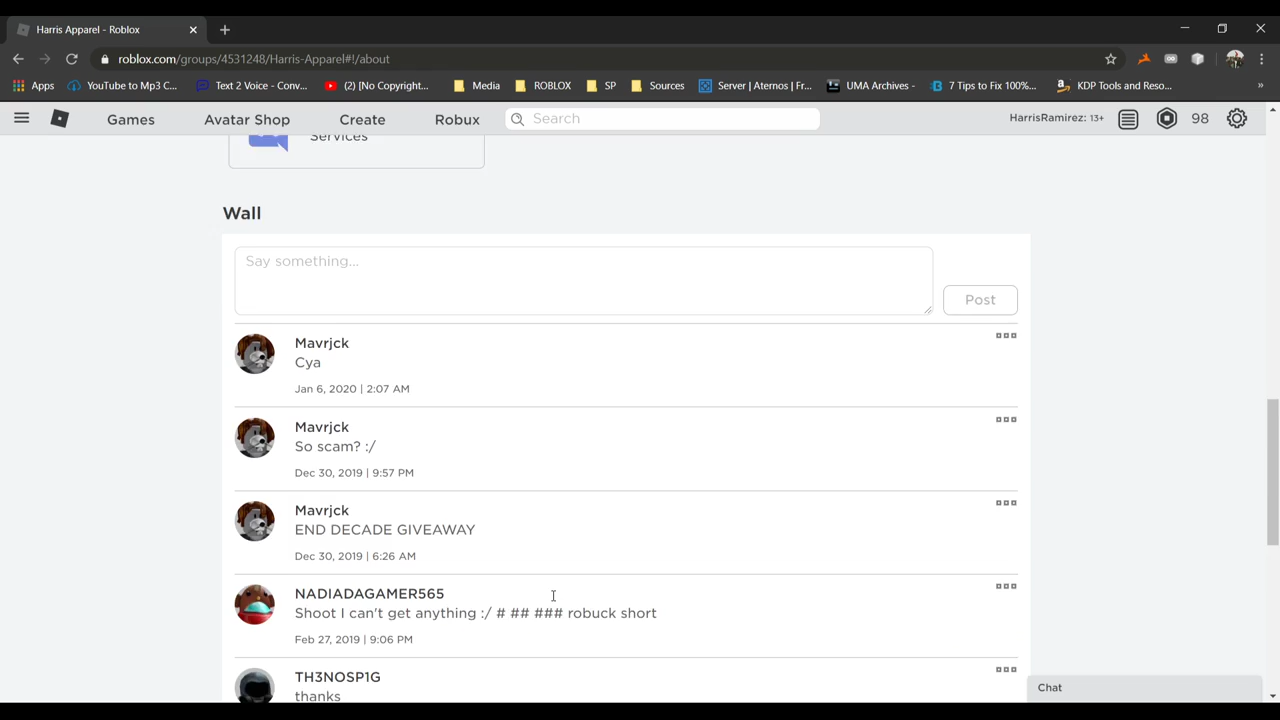 Harris Apparel - Roblox
roblox.com/groups/4531248/Harris-Apparel#!/about
Apps YouTube to Mp3 C... Text 2 Voice - Conv... (2) [No Copyright... Media ROBLOX SP Sources Server | Aternos | Fr... UMA Archives - 7 Tips to Fix 100%... KDP Tools and Reso... »
Games Avatar Shop Create Robux Search HarrisRamirez: 13+ 98
Services
Wall
Say something...
Post
Mavrjck
Cya
Jan 6, 2020 | 2:07 AM
Mavrjck
So scam? :/
Dec 30, 2019 | 9:57 PM
Mavrjck
END DECADE GIVEAWAY
Dec 30, 2019 | 6:26 AM
NADIADAGAMER565
Shoot I can't get anything :/ # ## ### robuck short
Feb 27, 2019 | 9:06 PM
TH3NOSP1G
thanks
Chat